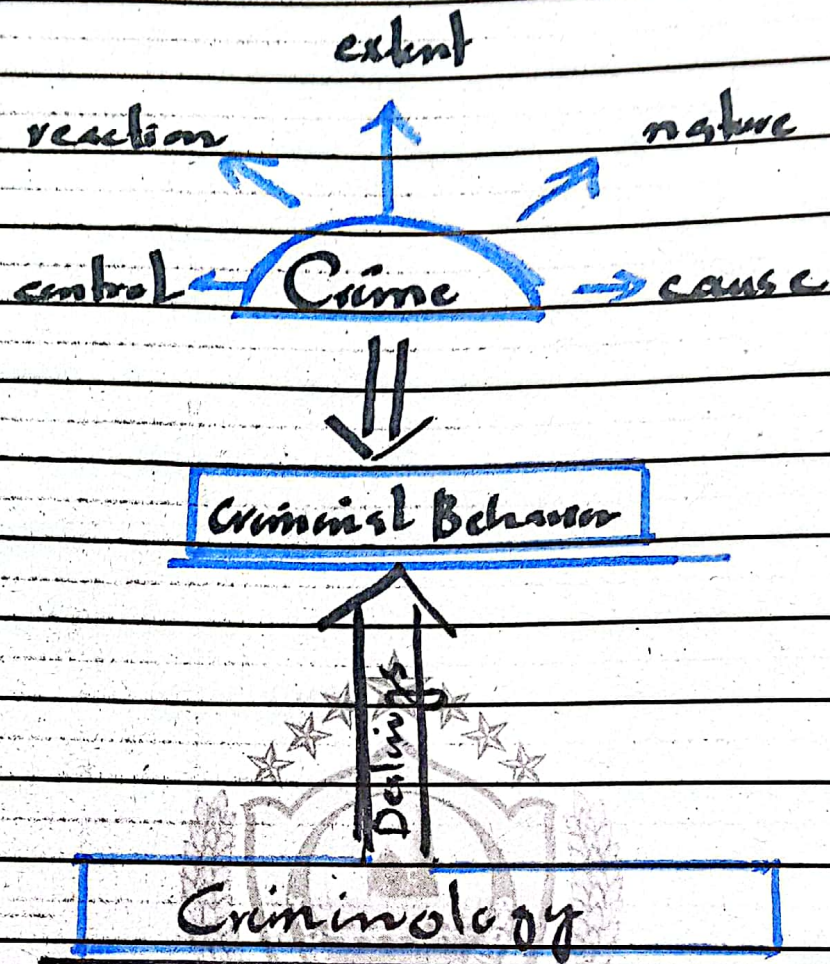 extent
reaction
nature
control
Crime
cause
Criminal Behavior
Dealings
Criminology